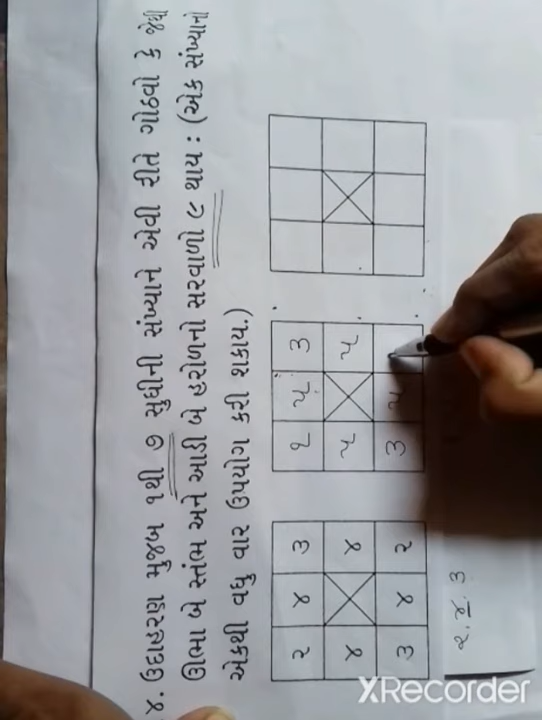 ૪. ઉદાહરણ મુજબ ૧થી ૭ સુધીની સંખ્યાને એવી રીતે ગોઠવો કે જેથી
ઊભા બે સ્તંભ અને આડી બે હરોળનો સરવાળો ૯ થાય : (એક સંખ્યાનો
એકથી વધુ વાર ઉપયોગ કરી શકાય.)
૨ ૪ ૩
૪ ૪
૩ ૪ ૨
૧ ૫ ૩
૫ ૫
૩ ૫
૨, ૪, ૩
XRecorder